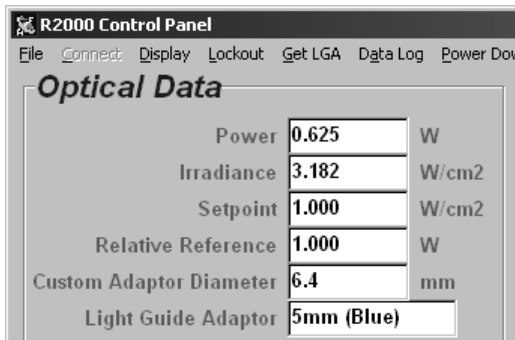 R2000 Control Panel
File Connect Display Lockout Get LGA Data Log Power
Optical Data
Power 0.625 W
Irradiance 3.182 W/cm2
Setpoint 1.000 W/cm2
Relative Reference 1.000 W
Custom Adaptor Diameter 6.4 mm
Light Guide Adaptor 5mm (Blue)